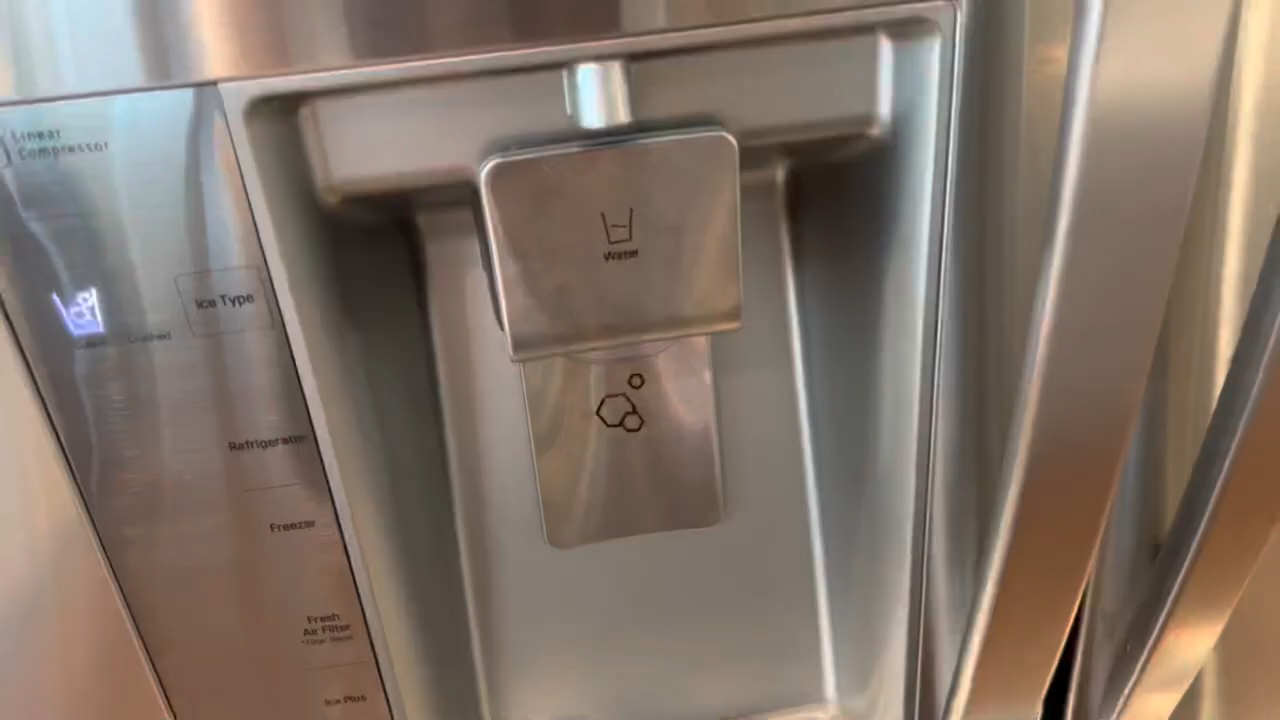 Linear
Compressor
Ice Type
Crushed
Water
Refrigerator
Freezer
Fresh
Air Filter
Ice Plus